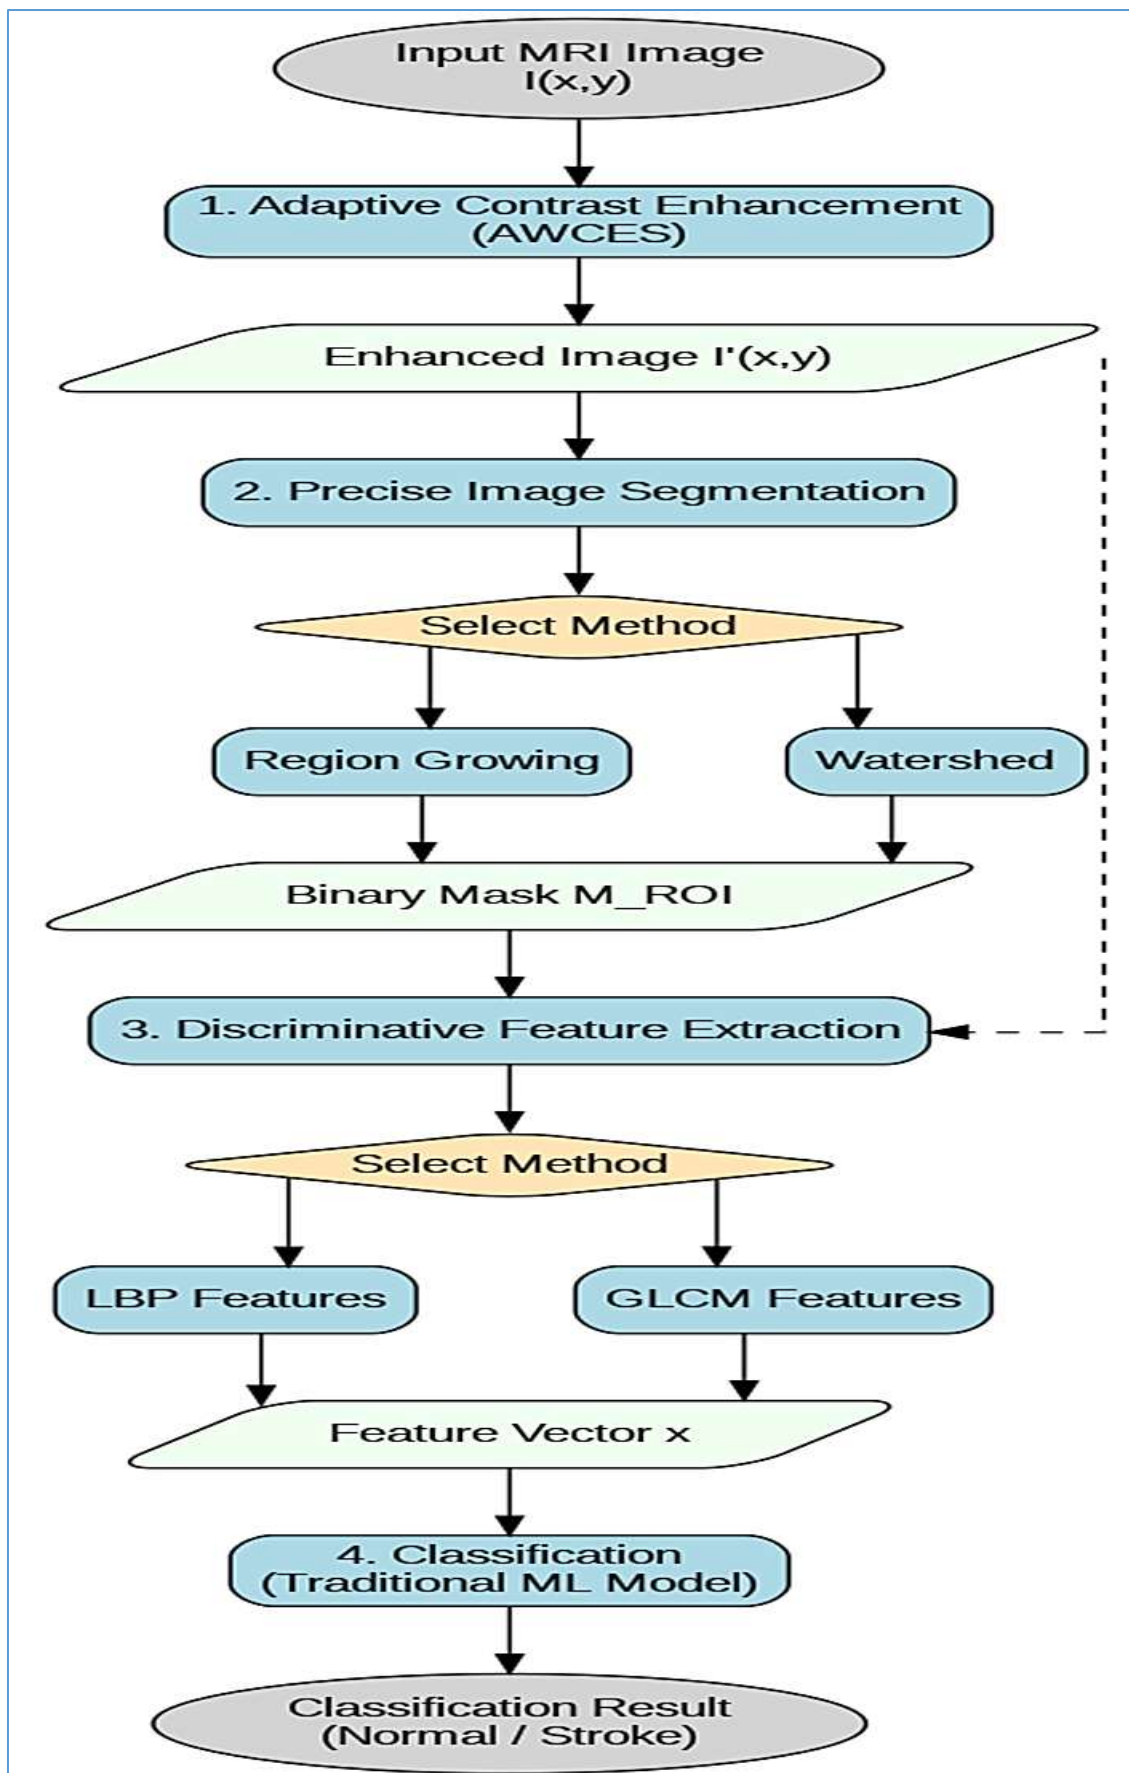 Input MRI Image
I(x,y)
1. Adaptive Contrast Enhancement
(AWCES)
Enhanced Image I'(x,y)
2. Precise Image Segmentation
Select Method
Region Growing
Watershed
Binary Mask M_ROI
3. Discriminative Feature Extraction
Select Method
LBP Features
GLCM Features
Feature Vector x
4. Classification
(Traditional ML Model)
Classification Result
(Normal / Stroke)